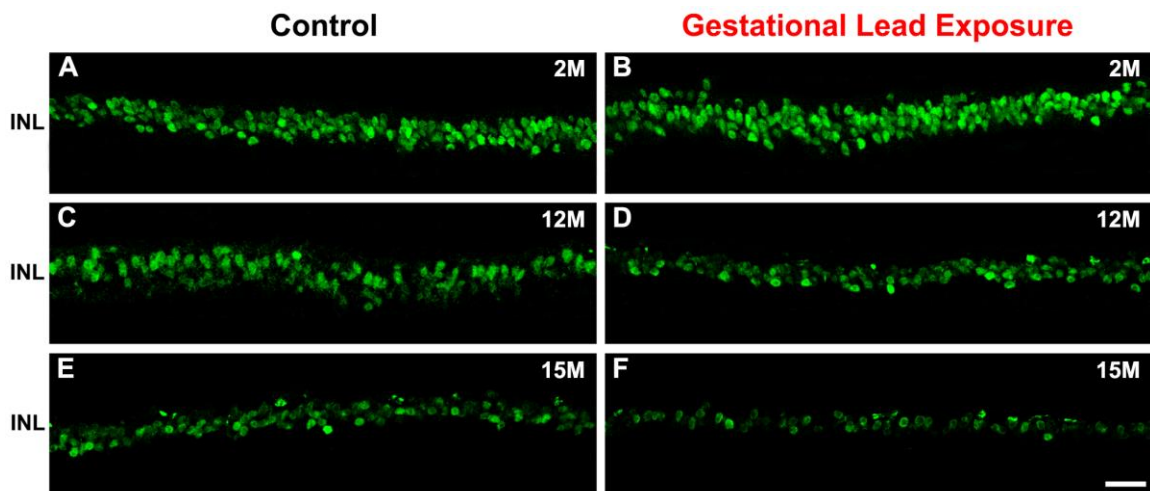 Control
Gestational Lead Exposure
A
2M
B
2M
INL
C
12M
D
12M
INL
E
15M
F
15M
INL